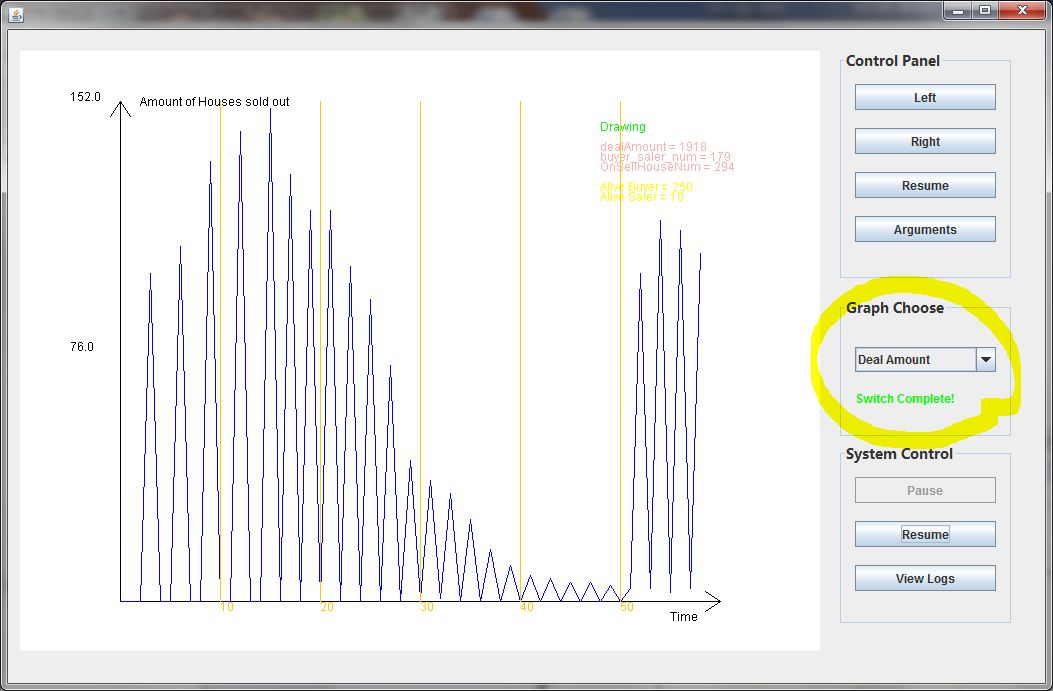 152.0
Amount of Houses sold out
Drawing
dealAmount = 1918
buyer_saler_num = 179
OnSellHouseNum = 294
Alive Buyer = 250
Alive Saler = 10
76.0
10
20
30
40
50
Time
Control Panel
Left
Right
Resume
Arguments
Graph Choose
Deal Amount
Switch Complete!
System Control
Pause
Resume
View Logs